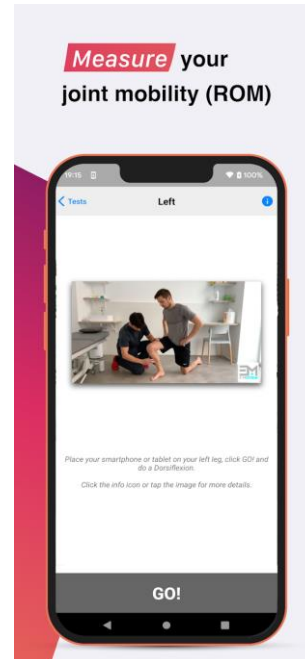 Measure your
joint mobility (ROM)
19:15 100%
Tests Left
EM
Place your smartphone or tablet on your left leg, click GO! and
do a Dorsiflexion.
Click the info icon or tap the image for more details.
GO!